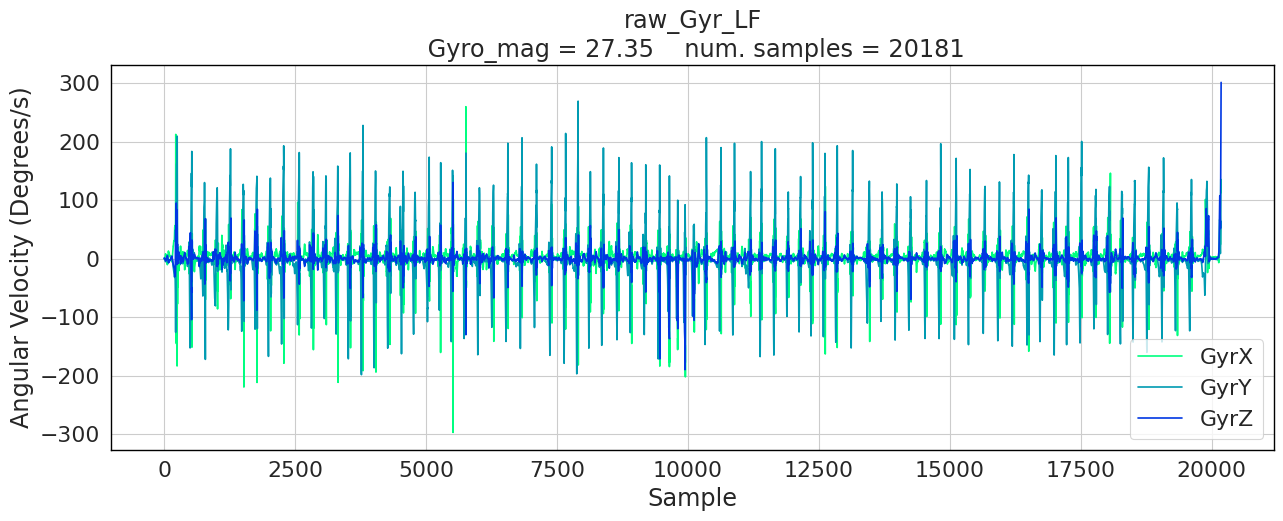 raw_Gyr_LF
Gyro_mag = 27.35    num. samples = 20181
Angular Velocity (Degrees/s)
300
200
100
0
−100
−200
−300
GyrX
GyrY
GyrZ
0 2500 5000 7500 10000 12500 15000 17500 20000
Sample